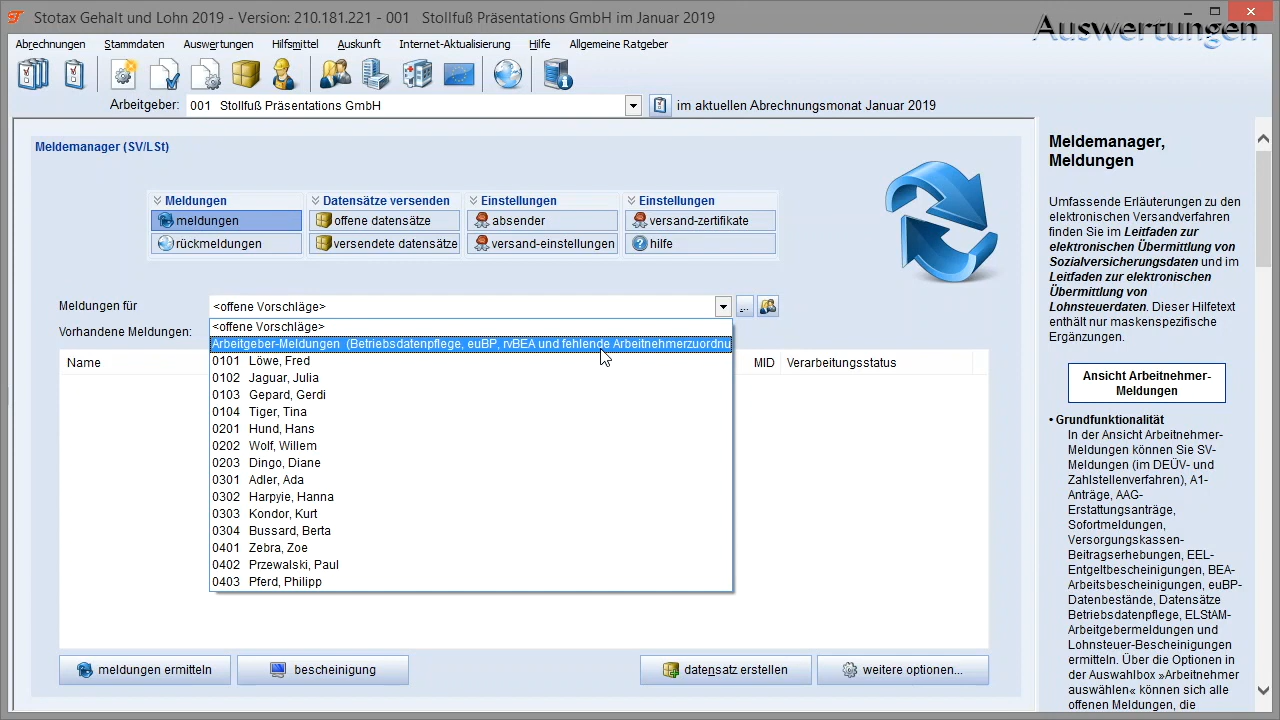 Stotax Gehalt und Lohn 2019 - Version: 210.181.221 - 001 Stollfuß Präsentations GmbH im Januar 2019
Auswertungen
Abrechnungen Stammdaten Auswertungen Hilfsmittel Auskunft Internet-Aktualisierung Hilfe Allgemeine Ratgeber
Arbeitgeber: 001 Stollfuß Präsentations GmbH im aktuellen Abrechnungsmonat Januar 2019
Meldemanager (SV/LSt)
Meldungen Datensätze versenden Einstellungen Einstellungen
meldungen offene datensätze absender versand-zertifikate
rückmeldungen versendete datensätze versand-einstellungen hilfe
Meldungen für <offene Vorschläge> ...
Vorhandene Meldungen: <offene Vorschläge>
Arbeitgeber-Meldungen (Betriebsdatenpflege, euBP, rvBEA und fehlende Arbeitnehmerzuordnu
Name MID Verarbeitungsstatus
0101 Löwe, Fred
0102 Jaguar, Julia
0103 Gepard, Gerdi
0104 Tiger, Tina
0201 Hund, Hans
0202 Wolf, Willem
0203 Dingo, Diane
0301 Adler, Ada
0302 Harpyie, Hanna
0303 Kondor, Kurt
0304 Bussard, Berta
0401 Zebra, Zoe
0402 Przewalski, Paul
0403 Pferd, Philipp
meldungen ermitteln bescheinigung datensatz erstellen weitere optionen...
Meldemanager,
Meldungen
Umfassende Erläuterungen zu den
elektronischen Versandverfahren
finden Sie im Leitfaden zur
elektronischen Übermittlung von
Sozialversicherungsdaten und im
Leitfaden zur elektronischen
Übermittlung von
Lohnsteuerdaten. Dieser Hilfetext
enthält nur maskenspezifische
Ergänzungen.
Ansicht Arbeitnehmer-
Meldungen
• Grundfunktionalität
In der Ansicht Arbeitnehmer-
Meldungen können Sie SV-
Meldungen (im DEÜV- und
Zahlstellenverfahren), A1-
Anträge, AAG-
Erstattungsanträge,
Sofortmeldungen,
Versorgungskassen-
Beitragserhebungen, EEL-
Entgeltbescheinigungen, BEA-
Arbeitsbescheinigungen, euBP-
Datenbestände, Datensätze
Betriebsdatenpflege, ELStAM-
Arbeitgebermeldungen und
Lohnsteuer-Bescheinigungen
ermitteln. Über die Optionen in
der Auswahlbox »Arbeitnehmer
auswählen« können sich alle
offenen Meldungen, die